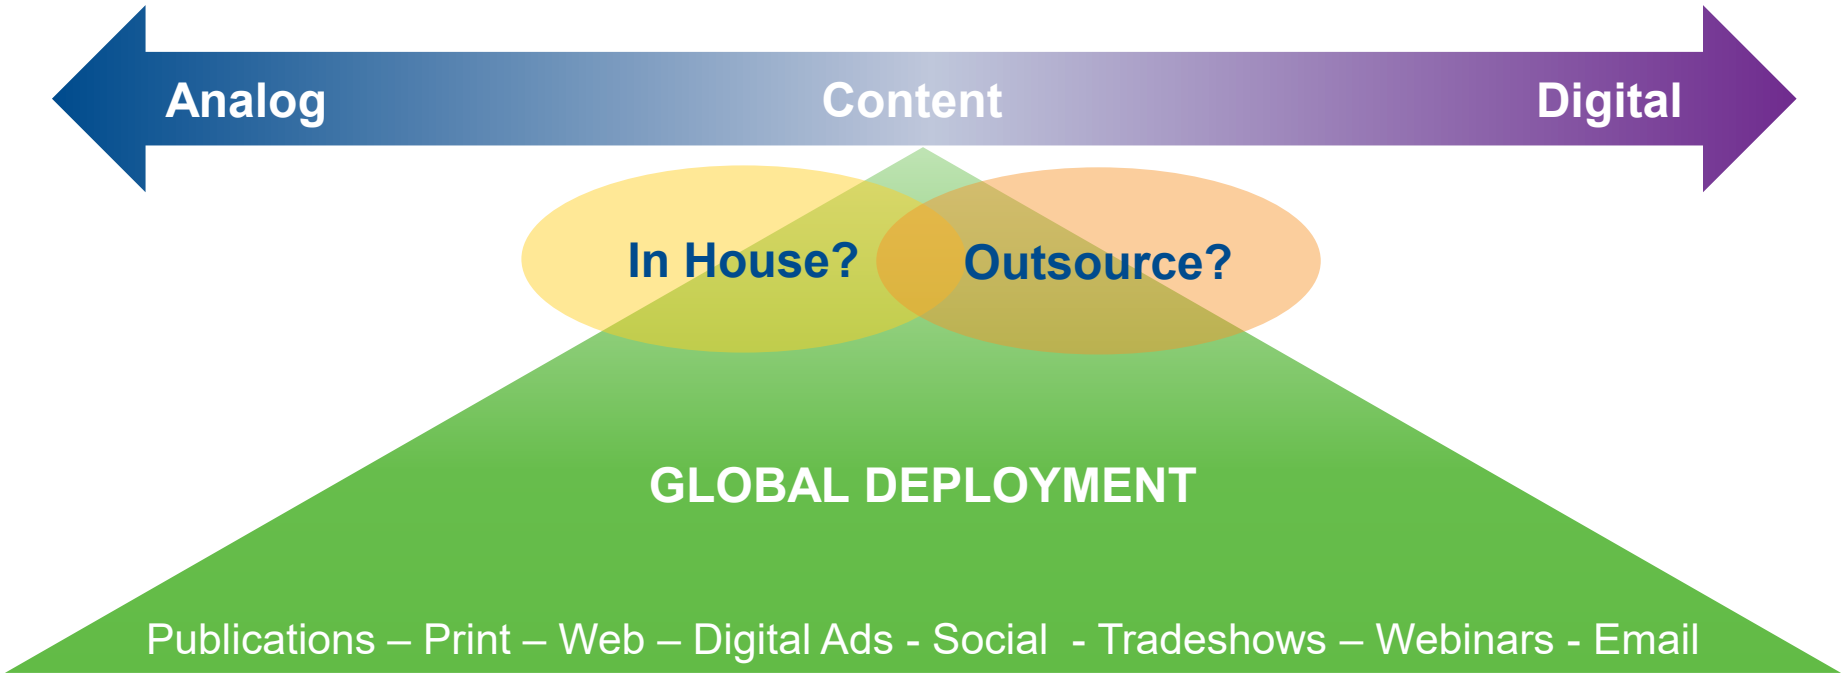 Analog Content Digital
In House? Outsource?
GLOBAL DEPLOYMENT
Publications – Print – Web – Digital Ads - Social  - Tradeshows – Webinars - Email